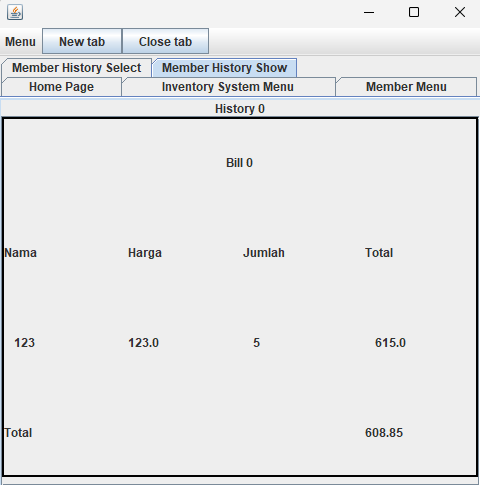 Menu New tab Close tab
Member History Select Member History Show
Home Page Inventory System Menu Member Menu
History 0
Bill 0
Nama Harga Jumlah Total
123 123.0 5 615.0
Total 608.85